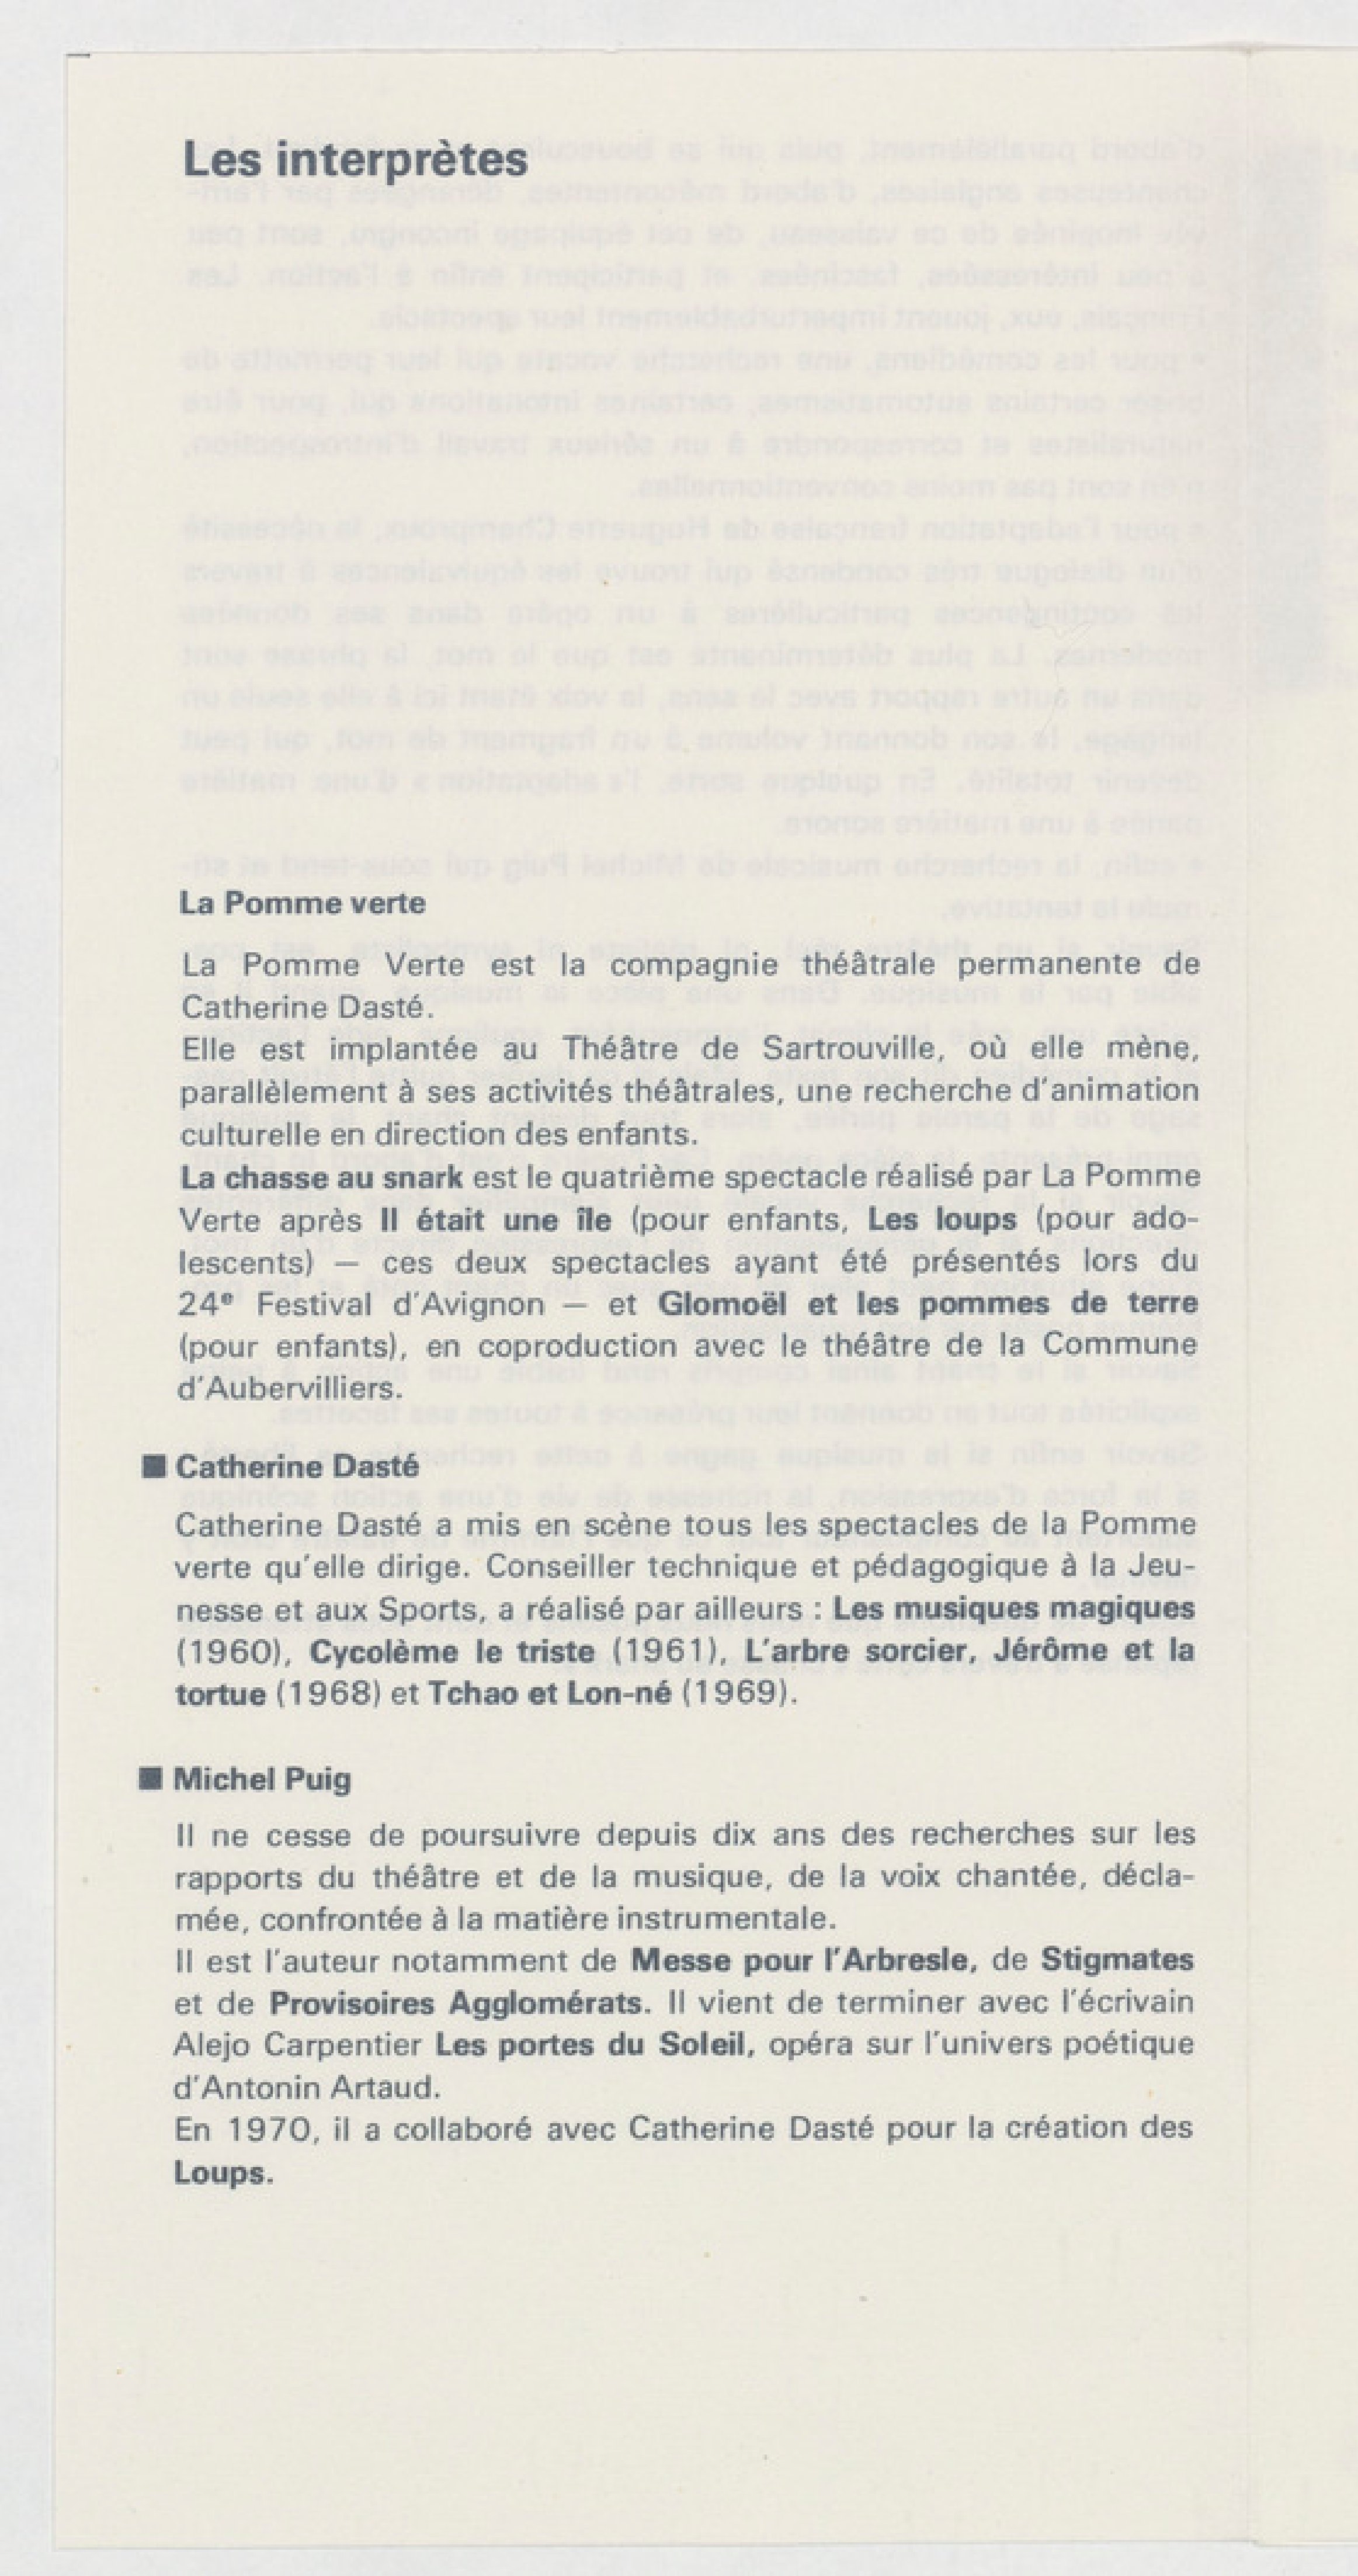 Les interprètes
La Pomme verte
La Pomme Verte est la compagnie théâtrale permanente de
Catherine Dasté.
Elle est implantée au Théâtre de Sartrouville, où elle mène,
parallèlement à ses activités théâtrales, une recherche d'animation
culturelle en direction des enfants.
La chasse au snark est le quatrième spectacle réalisé par La Pomme
Verte après Il était une île (pour enfants, Les loups (pour ado-
lescents) — ces deux spectacles ayant été présentés lors du
24e Festival d'Avignon — et Glomoël et les pommes de terre
(pour enfants), en coproduction avec le théâtre de la Commune
d'Aubervilliers.
■ Catherine Dasté
Catherine Dasté a mis en scène tous les spectacles de la Pomme
verte qu'elle dirige. Conseiller technique et pédagogique à la Jeu-
nesse et aux Sports, a réalisé par ailleurs : Les musiques magiques
(1960), Cycolème le triste (1961), L'arbre sorcier, Jérôme et la
tortue (1968) et Tchao et Lon-né (1969).
■ Michel Puig
Il ne cesse de poursuivre depuis dix ans des recherches sur les
rapports du théâtre et de la musique, de la voix chantée, décla-
mée, confrontée à la matière instrumentale.
Il est l'auteur notamment de Messe pour l'Arbresle, de Stigmates
et de Provisoires Agglomérats. Il vient de terminer avec l'écrivain
Alejo Carpentier Les portes du Soleil, opéra sur l'univers poétique
d'Antonin Artaud.
En 1970, il a collaboré avec Catherine Dasté pour la création des
Loups.